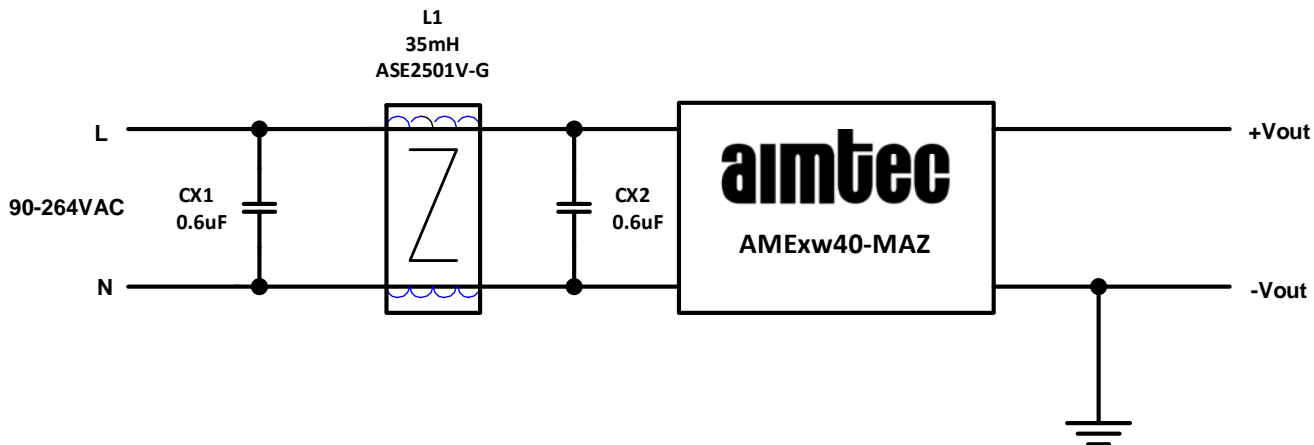 L1
35mH
ASE2501V-G
L
+Vout
aimtec
CX1
0.6uF
CX2
0.6uF
90-264VAC
AMExw40-MAZ
N
-Vout